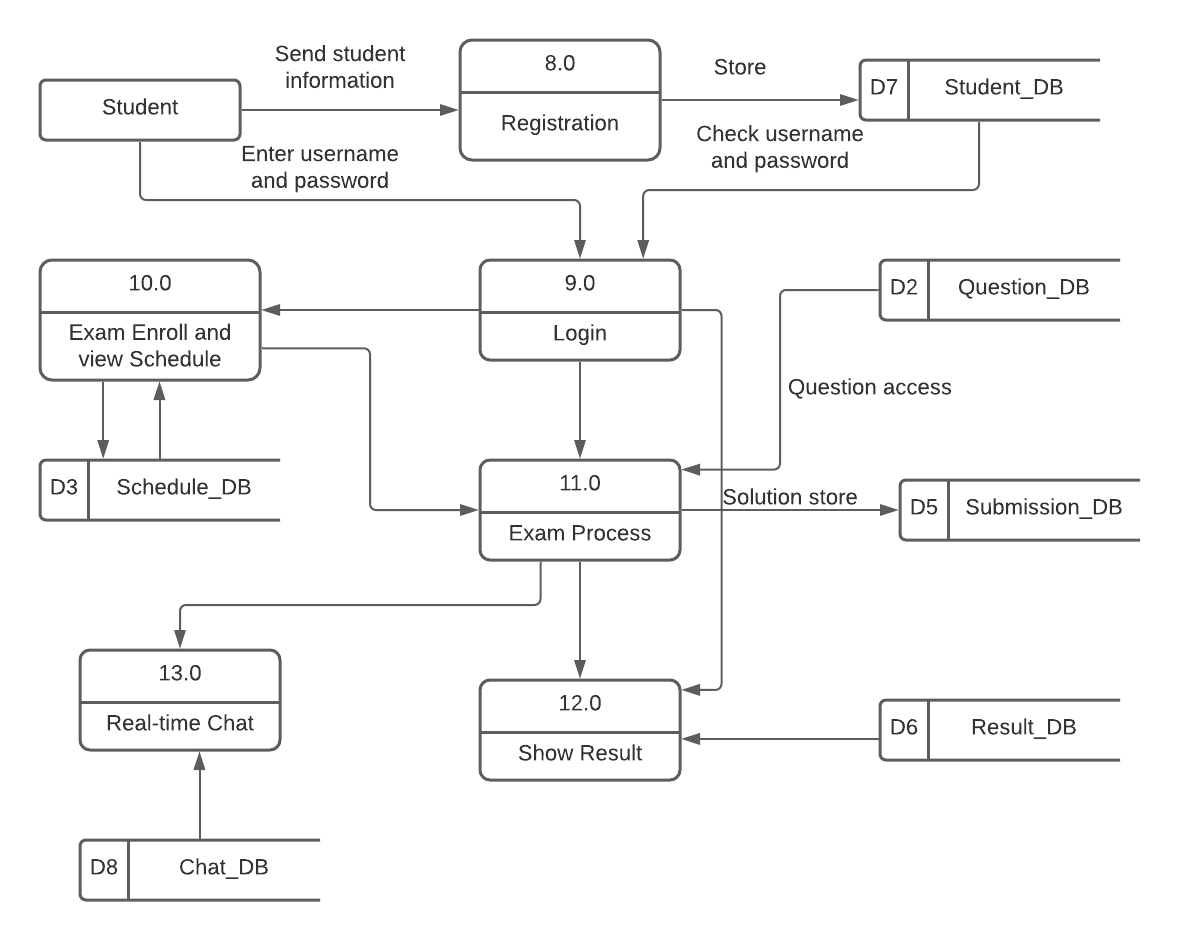 Send student
information
8.0
Store
D7
Student_DB
Student
Registration
Check username
and password
Enter username
and password
10.0
9.0
D2
Question_DB
Exam Enroll and
view Schedule
Login
Question access
D3
Schedule_DB
11.0
Solution store
D5
Submission_DB
Exam Process
13.0
12.0
Real-time Chat
Show Result
D6
Result_DB
D8
Chat_DB